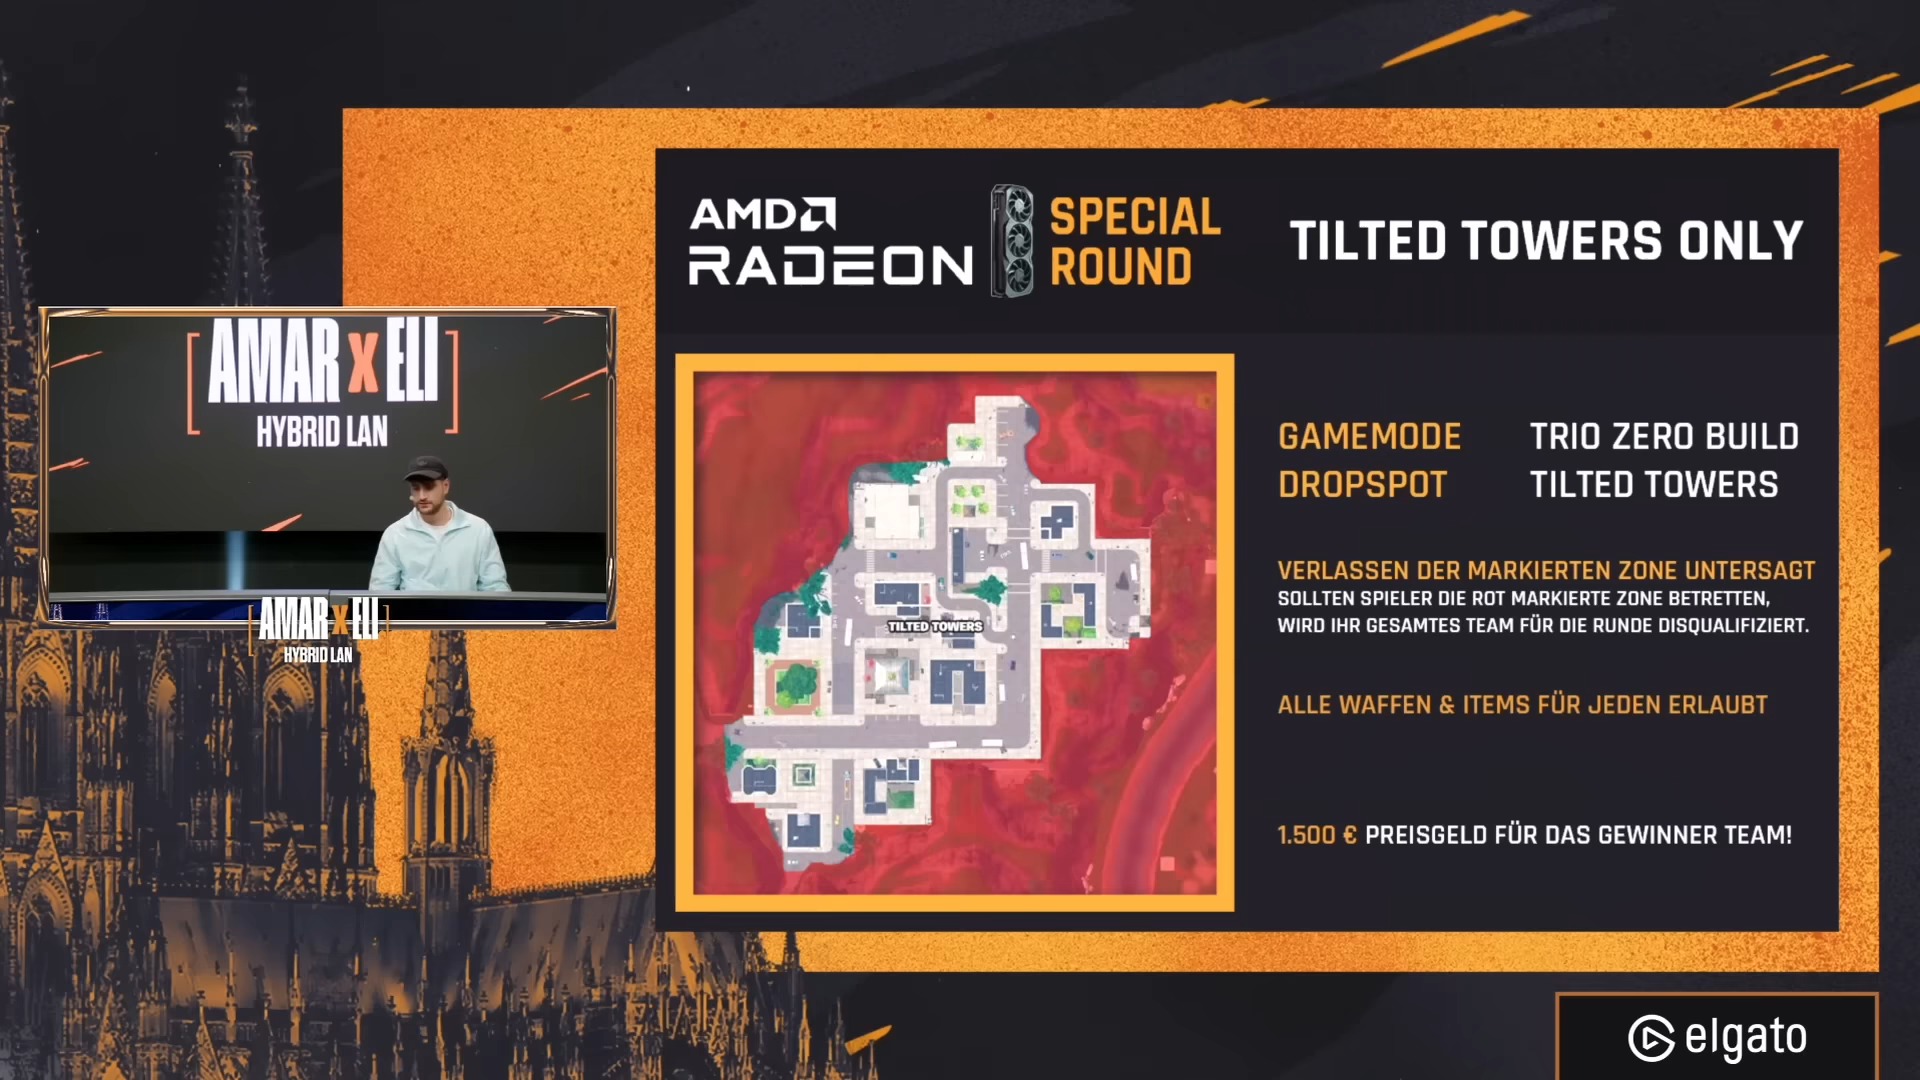 AMD
RADEON
SPECIAL
ROUND
TILTED TOWERS ONLY
AMAR x ELI
HYBRID LAN
AMAR x ELI
HYBRID LAN
TILTED TOWERS
GAMEMODE TRIO ZERO BUILD
DROPSPOT TILTED TOWERS
VERLASSEN DER MARKIERTEN ZONE UNTERSAGT
SOLLTEN SPIELER DIE ROT MARKIERTE ZONE BETRETTEN,
WIRD IHR GESAMTES TEAM FÜR DIE RUNDE DISQUALIFIZIERT.
ALLE WAFFEN & ITEMS FÜR JEDEN ERLAUBT
1.500 € PREISGELD FÜR DAS GEWINNER TEAM!
elgato